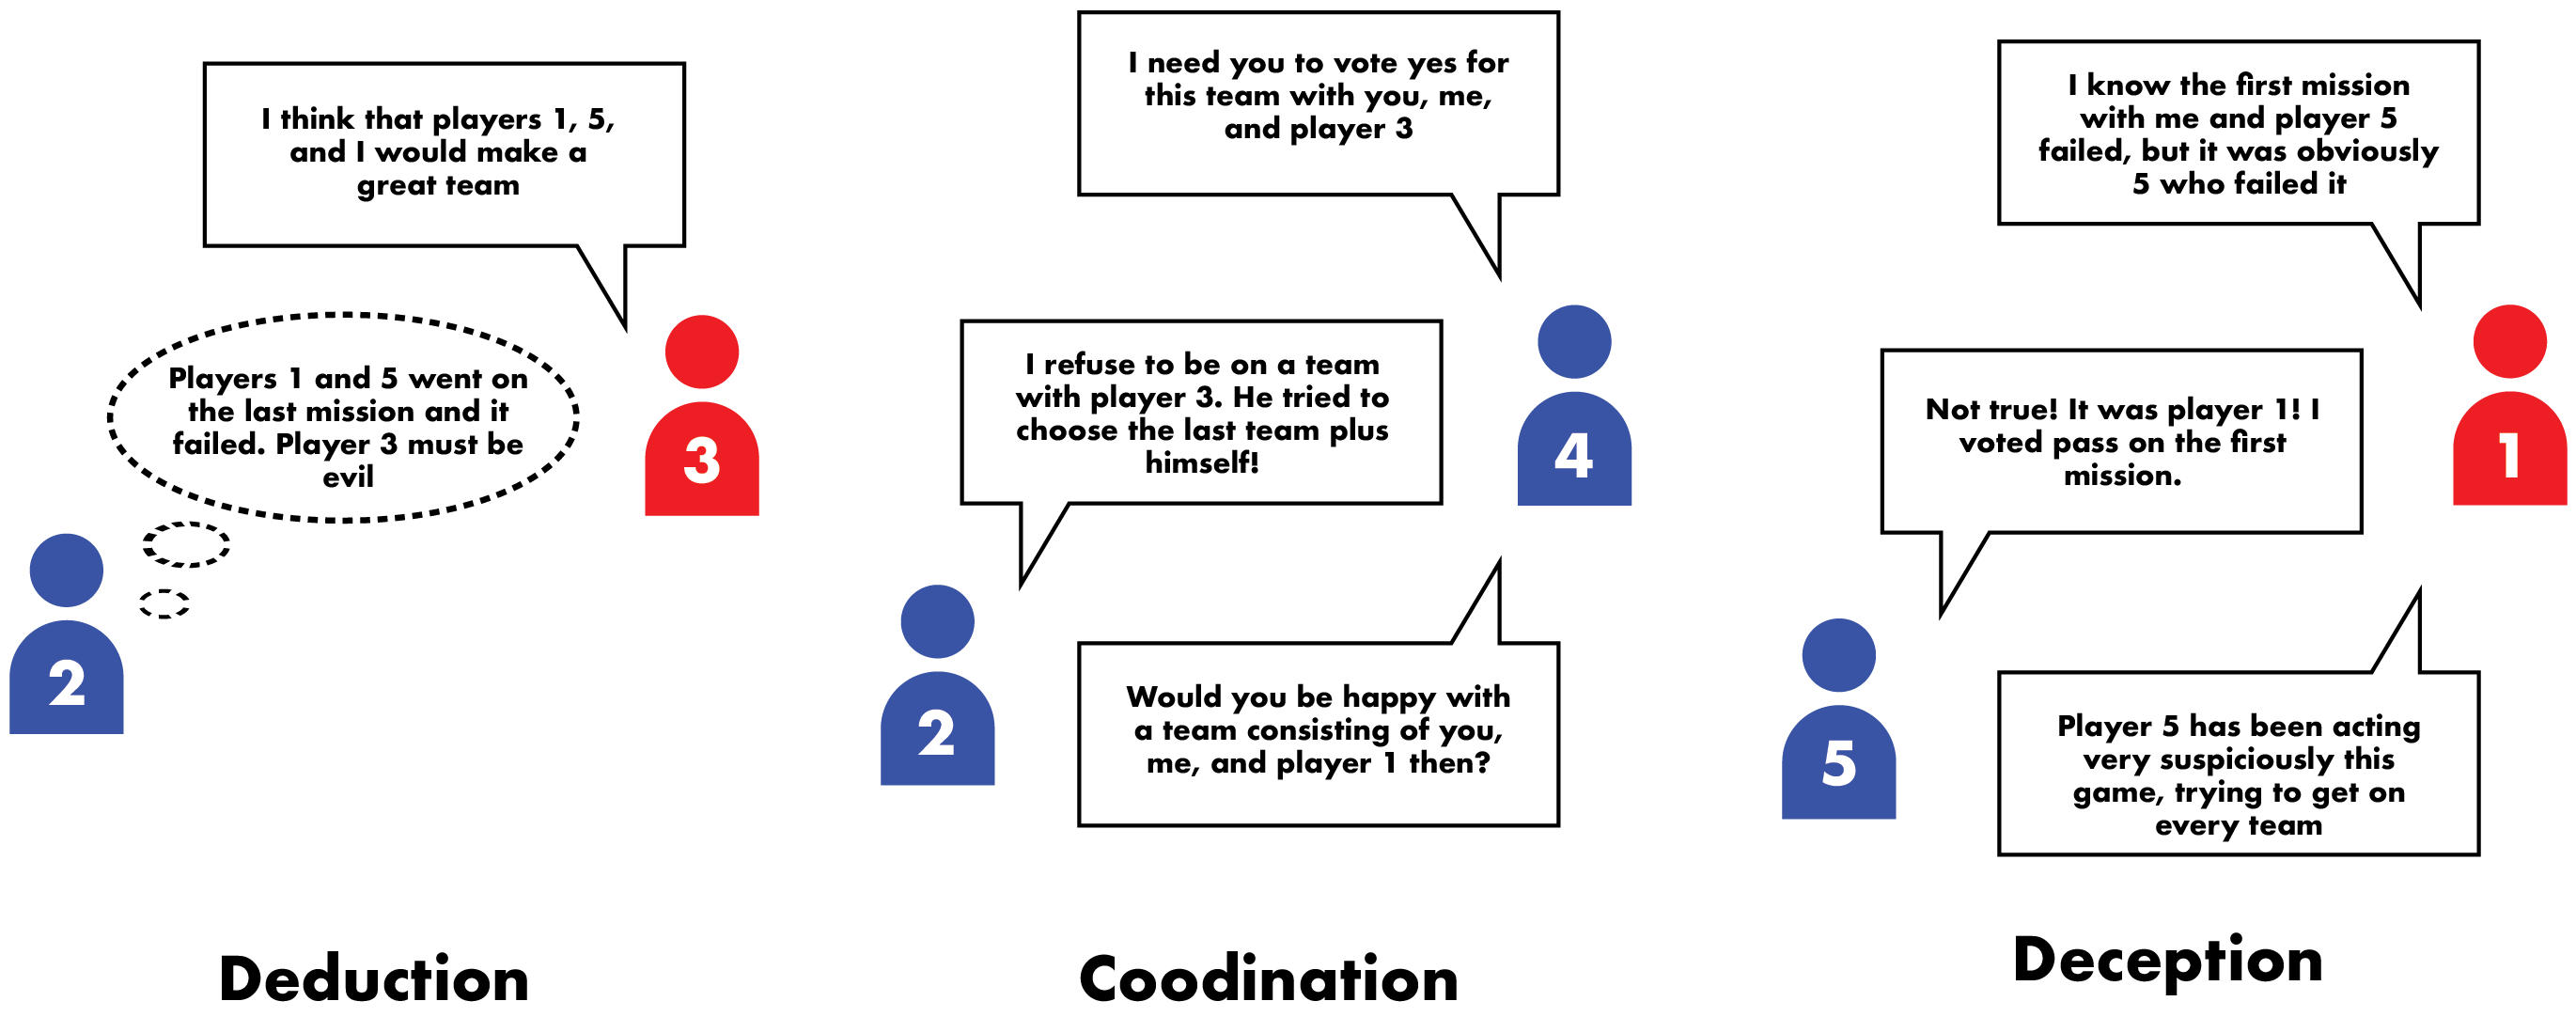 I think that players 1, 5,
and I would make a
great team
3
Players 1 and 5 went on
the last mission and it
failed. Player 3 must be
evil
2
Deduction
I need you to vote yes for
this team with you, me,
and player 3
4
I refuse to be on a team
with player 3. He tried to
choose the last team plus
himself!
2
Would you be happy with
a team consisting of you,
me, and player 1 then?
Coodination
I know the first mission
with me and player 5
failed, but it was obviously
5 who failed it
1
Not true! It was player 1! I
voted pass on the first
mission.
5
Player 5 has been acting
very suspiciously this
game, trying to get on
every team
Deception